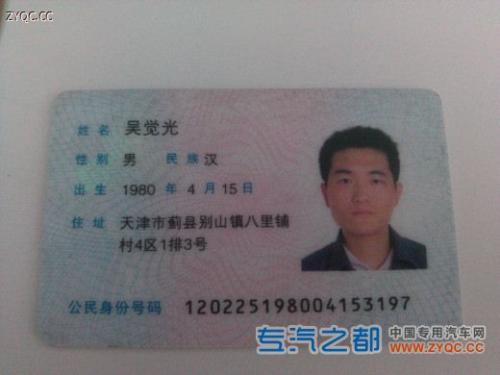 ZYQC.CC
姓名 吴觉光
性别 男 民族 汉
出生 1980 年 4 月 15 日
住址 天津市蓟县别山镇八里铺
村4区1排3号
公民身份号码 120225198004153197
专汽之都 中国专用汽车网
www.ZYQC.cc
ZYQC.CC